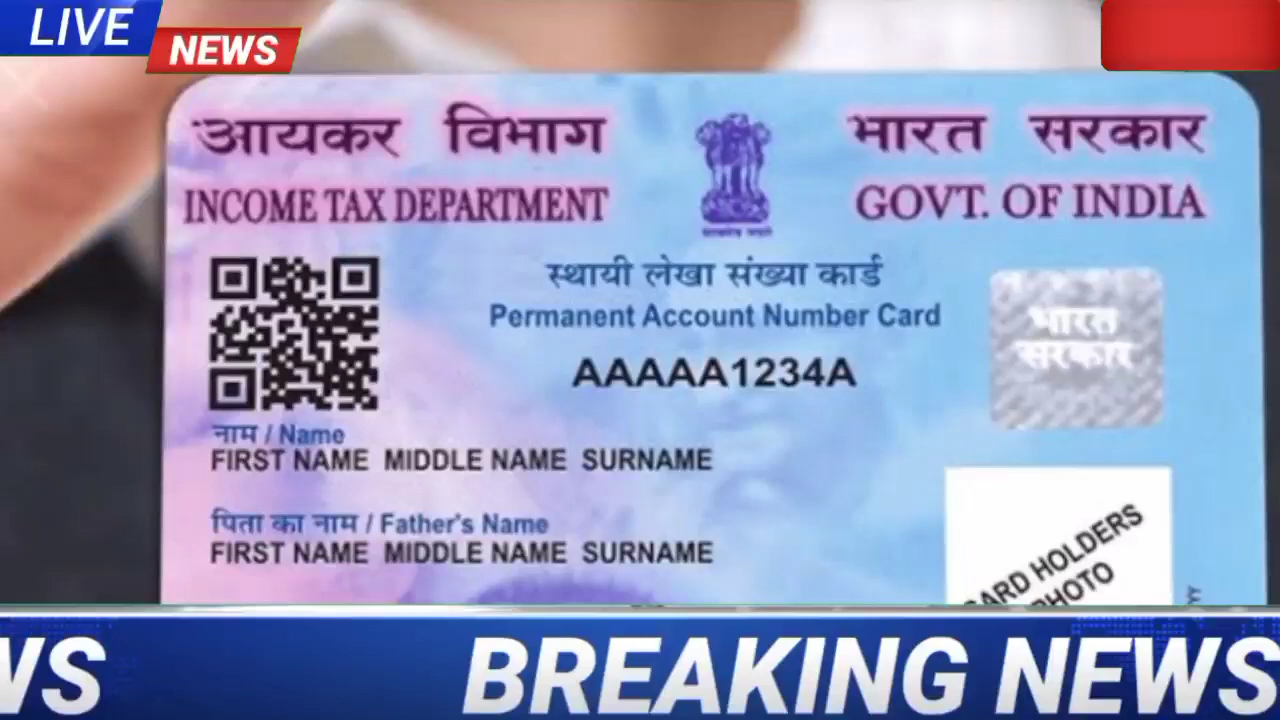 LIVE
NEWS
आयकर विभाग
भारत सरकार
INCOME TAX DEPARTMENT
GOVT. OF INDIA
स्थायी लेखा संख्या कार्ड
Permanent Account Number Card
भारत
सरकार
AAAAA1234A
नाम / Name
FIRST NAME MIDDLE NAME SURNAME
पिता का नाम / Father's Name
FIRST NAME MIDDLE NAME SURNAME
CARD HOLDERS
PHOTO
WS
BREAKING NEWS